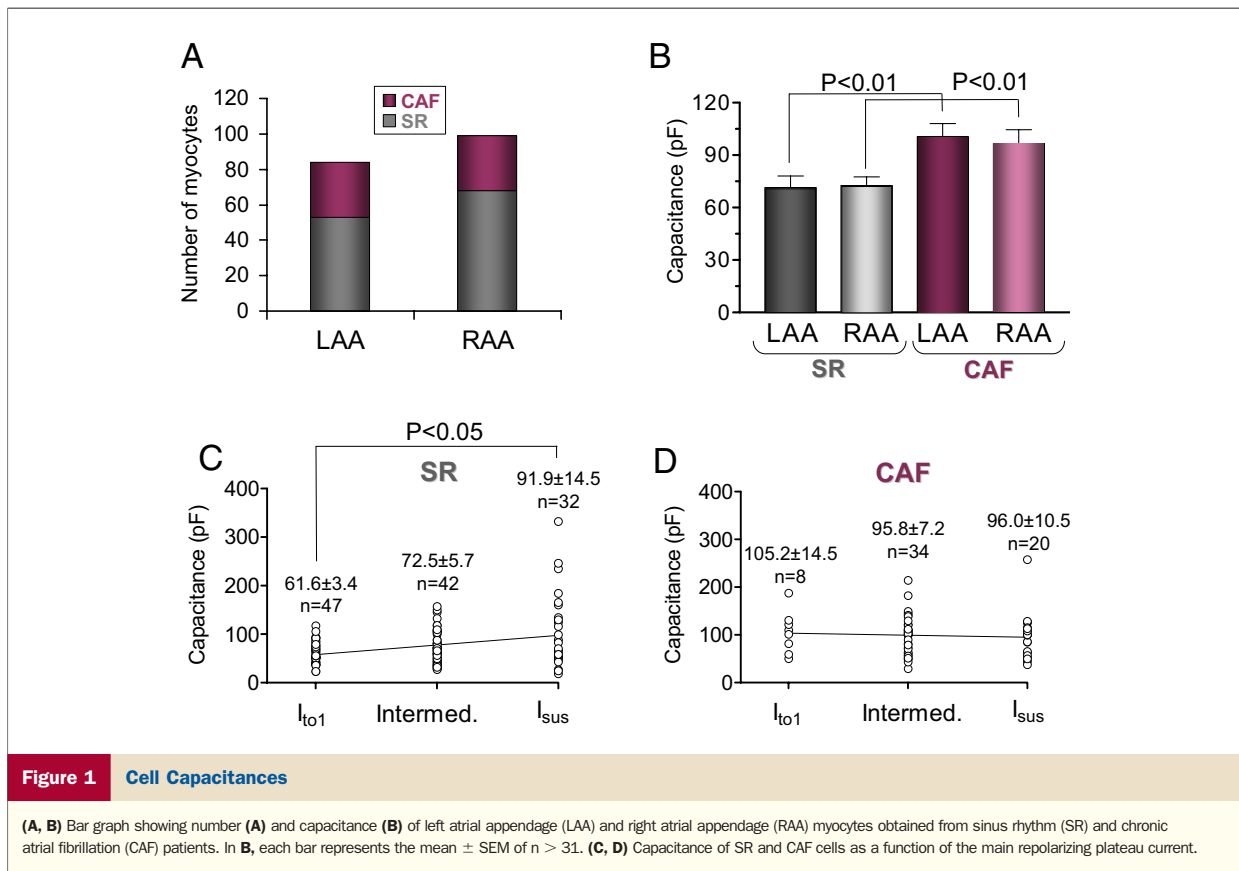 A
Number of myocytes
120
100
80
60
40
20
0
CAF
SR
LAA
RAA
B
P<0.01
P<0.01
Capacitance (pF)
120
90
60
30
0
LAA
RAA
LAA
RAA
SR
CAF
C
P<0.05
SR
Capacitance (pF)
400
300
200
100
0
61.6±3.4
n=47
72.5±5.7
n=42
91.9±14.5
n=32
Ito1
Intermed.
Isus
D
CAF
Capacitance (pF)
400
300
200
100
0
105.2±14.5
n=8
95.8±7.2
n=34
96.0±10.5
n=20
Ito1
Intermed.
Isus
Figure 1 Cell Capacitances
(A, B) Bar graph showing number (A) and capacitance (B) of left atrial appendage (LAA) and right atrial appendage (RAA) myocytes obtained from sinus rhythm (SR) and chronic
atrial fibrillation (CAF) patients. In B, each bar represents the mean ± SEM of n > 31. (C, D) Capacitance of SR and CAF cells as a function of the main repolarizing plateau current.